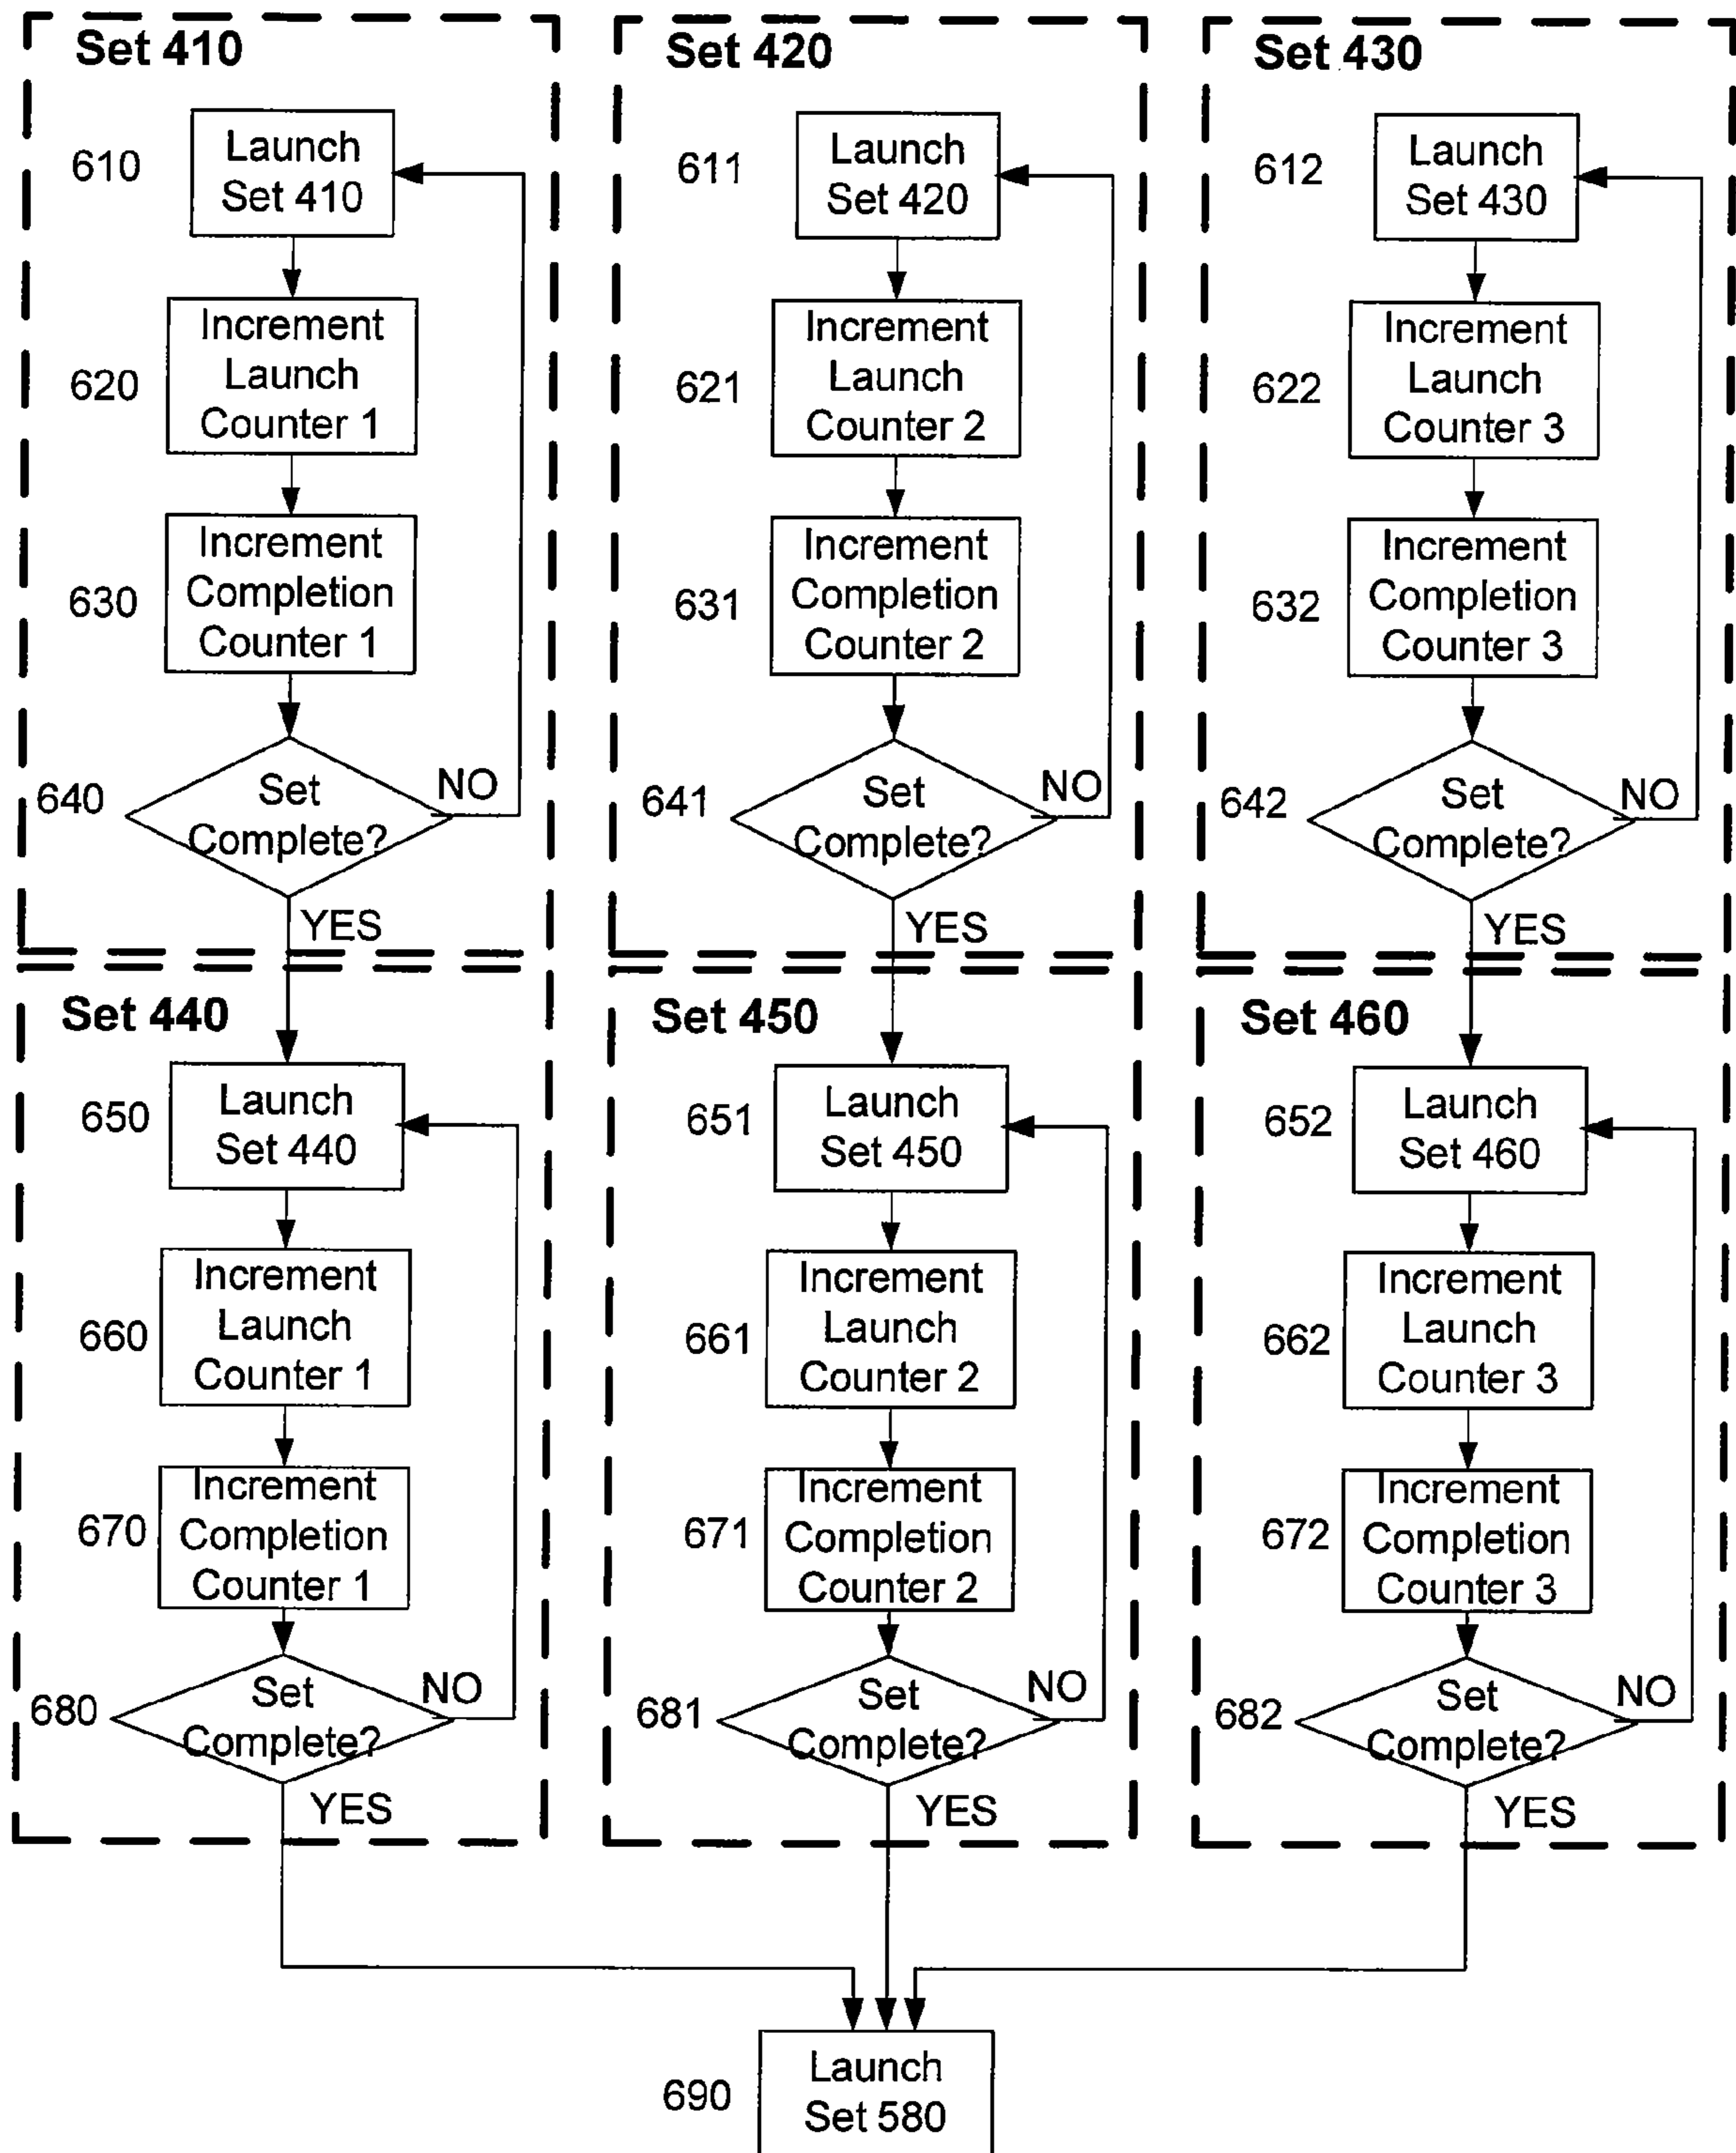 Set 410
610
Launch
Set 410
620
Increment
Launch
Counter 1
630
Increment
Completion
Counter 1
640
Set
Complete?
NO
YES
Set 440
650
Launch
Set 440
660
Increment
Launch
Counter 1
670
Increment
Completion
Counter 1
680
Set
Complete?
NO
YES
Set 420
611
Launch
Set 420
621
Increment
Launch
Counter 2
631
Increment
Completion
Counter 2
641
Set
Complete?
NO
YES
Set 450
651
Launch
Set 450
661
Increment
Launch
Counter 2
671
Increment
Completion
Counter 2
681
Set
Complete?
NO
YES
Set 430
612
Launch
Set 430
622
Increment
Launch
Counter 3
632
Increment
Completion
Counter 3
642
Set
Complete?
NO
YES
Set 460
652
Launch
Set 460
662
Increment
Launch
Counter 3
672
Increment
Completion
Counter 3
682
Set
Complete?
NO
YES
690
Launch
Set 580